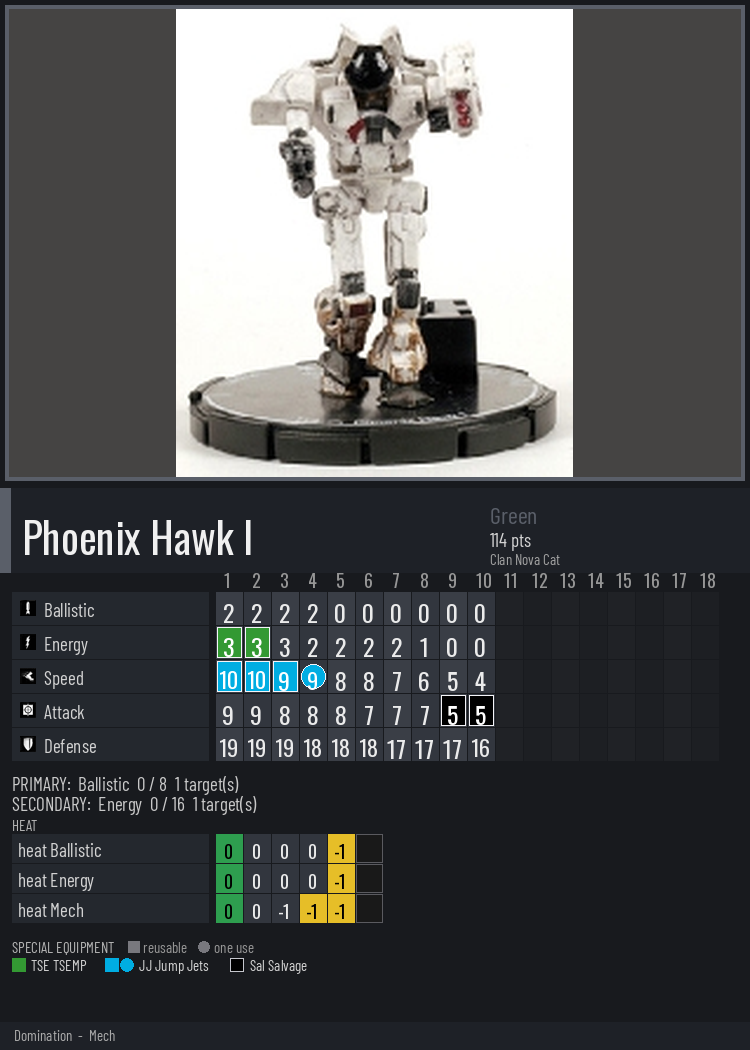 Phoenix Hawk I
Green
114 pts
Clan Nova Cat
1 2 3 4 5 6 7 8 9 10 11 12 13 14 15 16 17 18
Ballistic 2 2 2 2 0 0 0 0 0 0
Energy 3 3 3 2 2 2 2 1 0 0
Speed 10 10 9 9 8 8 7 6 5 4
Attack 9 9 8 8 8 7 7 7 5 5
Defense 19 19 19 18 18 18 17 17 17 16
PRIMARY: Ballistic 0 / 8 1 target(s)
SECONDARY: Energy 0 / 16 1 target(s)
HEAT
heat Ballistic 0 0 0 0 -1
heat Energy 0 0 0 0 -1
heat Mech 0 0 -1 -1 -1
SPECIAL EQUIPMENT reusable one use
TSE TSEMP JJ Jump Jets Sal Salvage
Domination - Mech